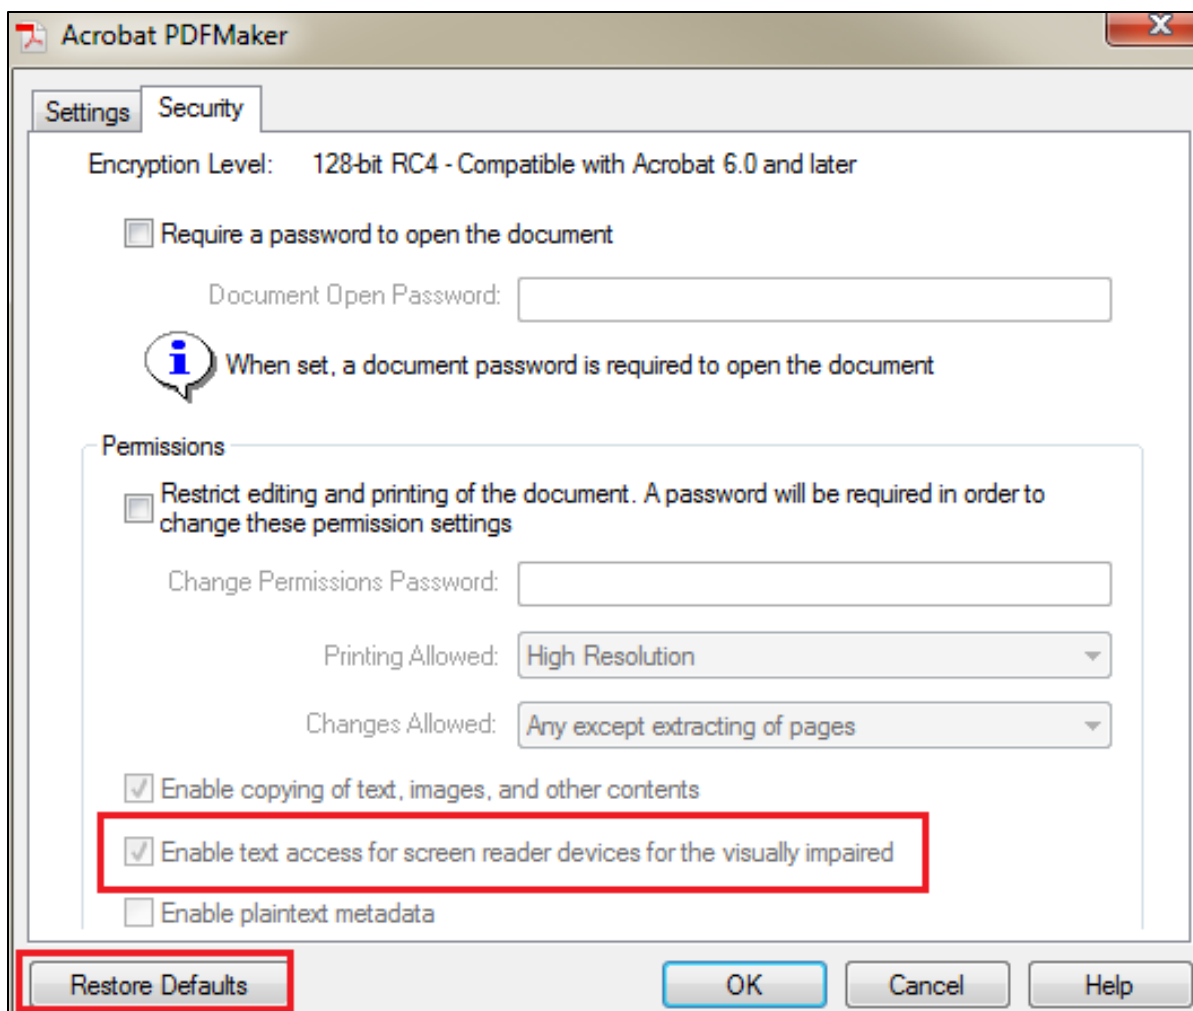 Acrobat PDFMaker
Settings Security
Encryption Level: 128-bit RC4 - Compatible with Acrobat 6.0 and later
Require a password to open the document
Document Open Password:
When set, a document password is required to open the document
Permissions
Restrict editing and printing of the document. A password will be required in order to
change these permission settings
Change Permissions Password:
Printing Allowed: High Resolution
Changes Allowed: Any except extracting of pages
Enable copying of text, images, and other contents
Enable text access for screen reader devices for the visually impaired
Enable plaintext metadata
Restore Defaults OK Cancel Help